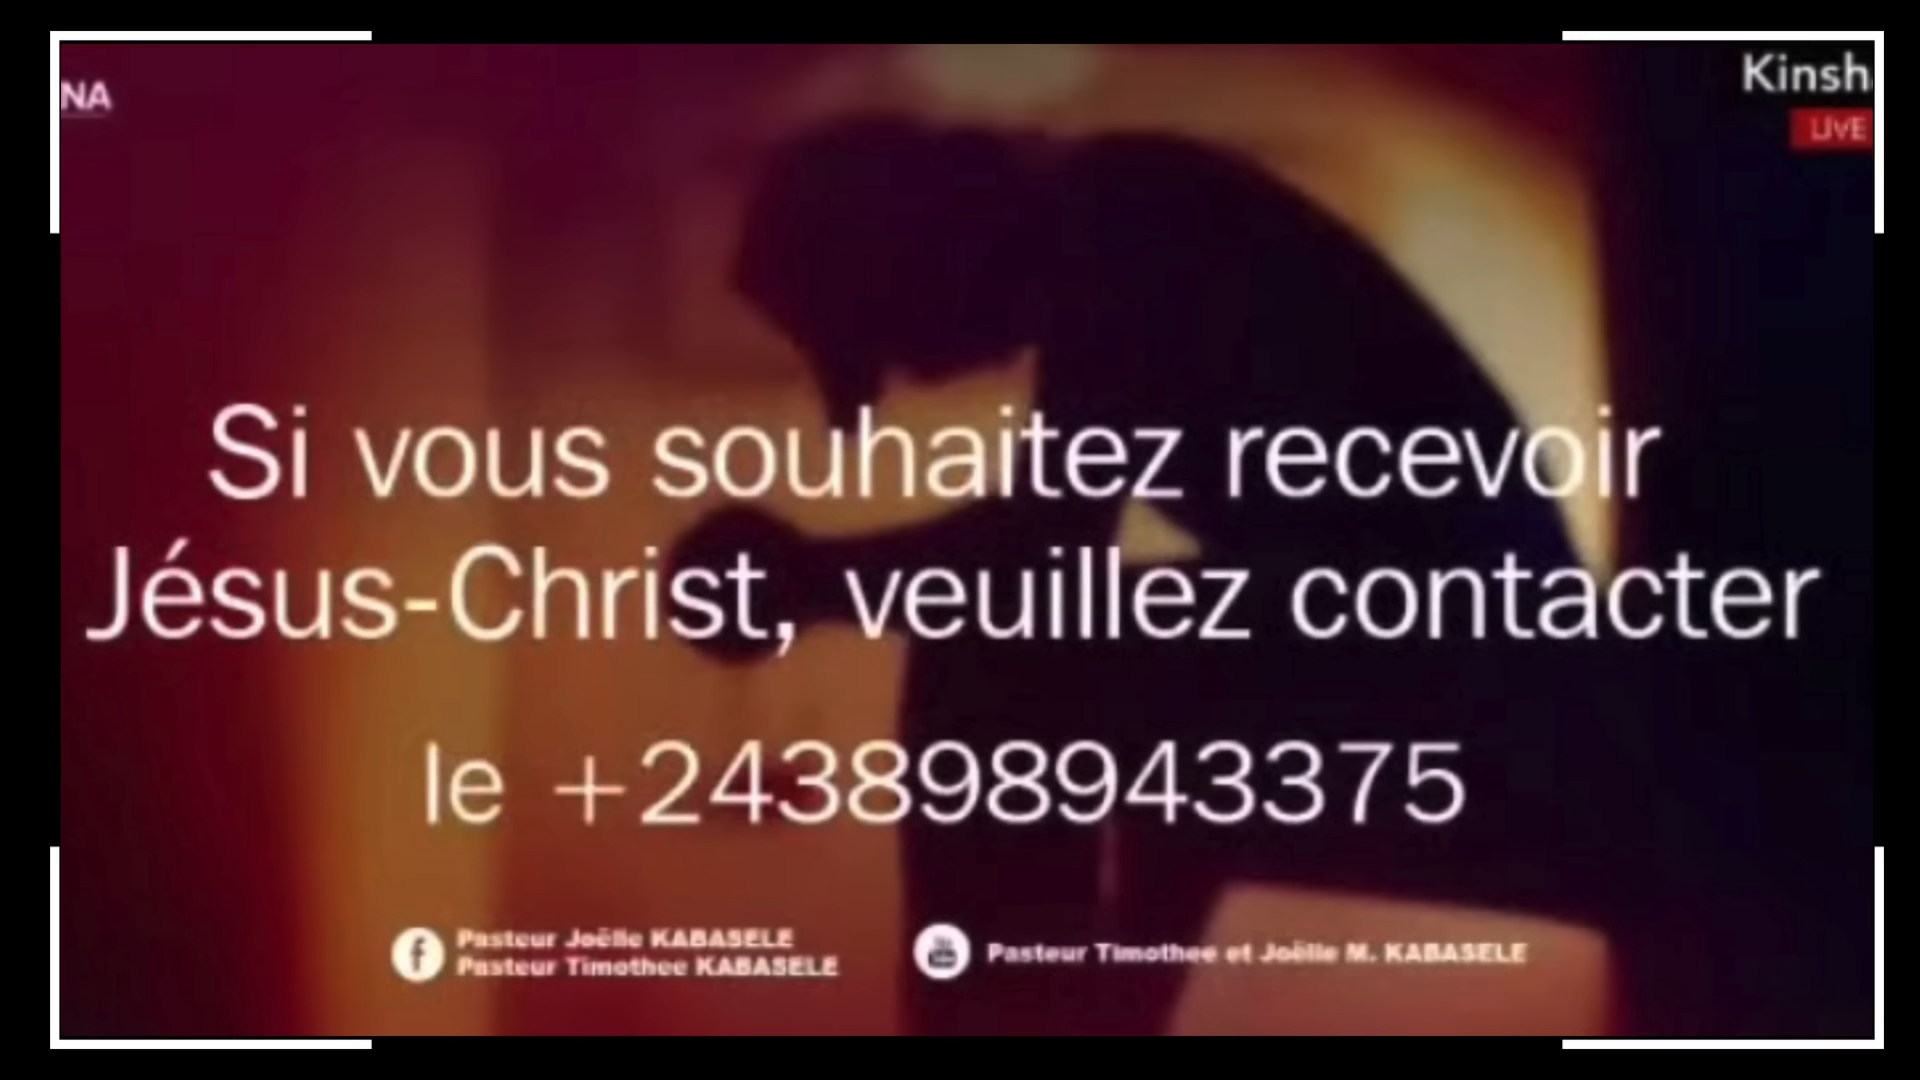 NA
Kinsh
LIVE
Si vous souhaitez recevoir
Jésus-Christ, veuillez contacter
le +243898943375
Pasteur Joëlle KABASELE
Pasteur Timothee KABASELE
Pasteur Timothee et Joëlle M. KABASELE